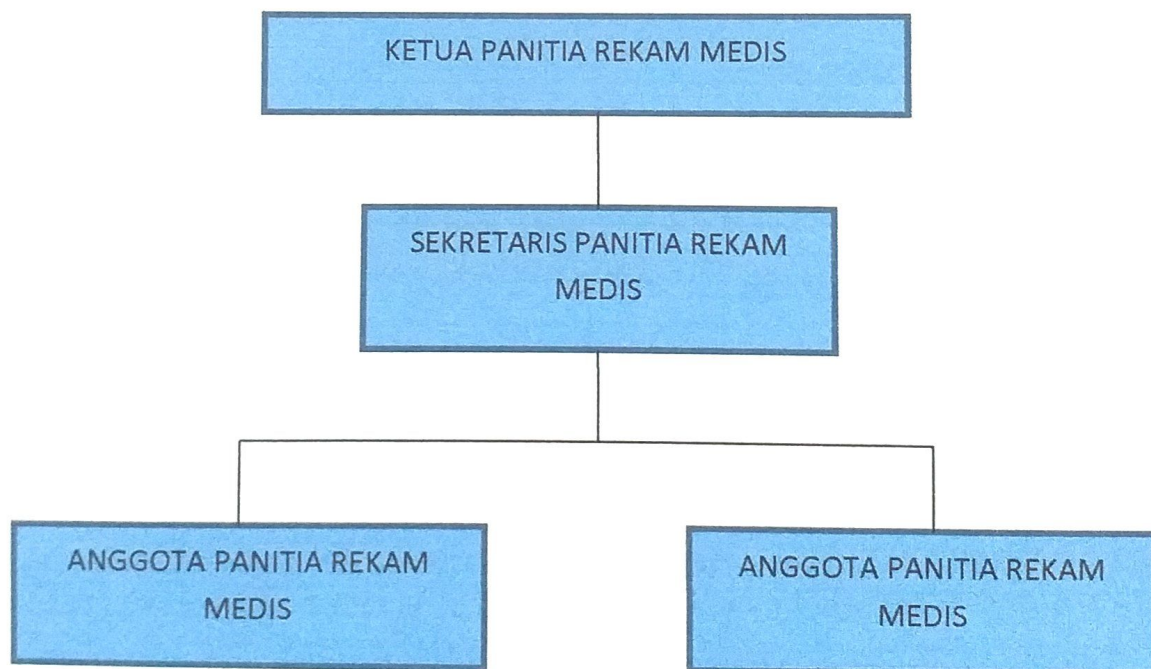 KETUA PANITIA REKAM MEDIS
SEKRETARIS PANITIA REKAM
MEDIS
ANGGOTA PANITIA REKAM
MEDIS
ANGGOTA PANITIA REKAM
MEDIS